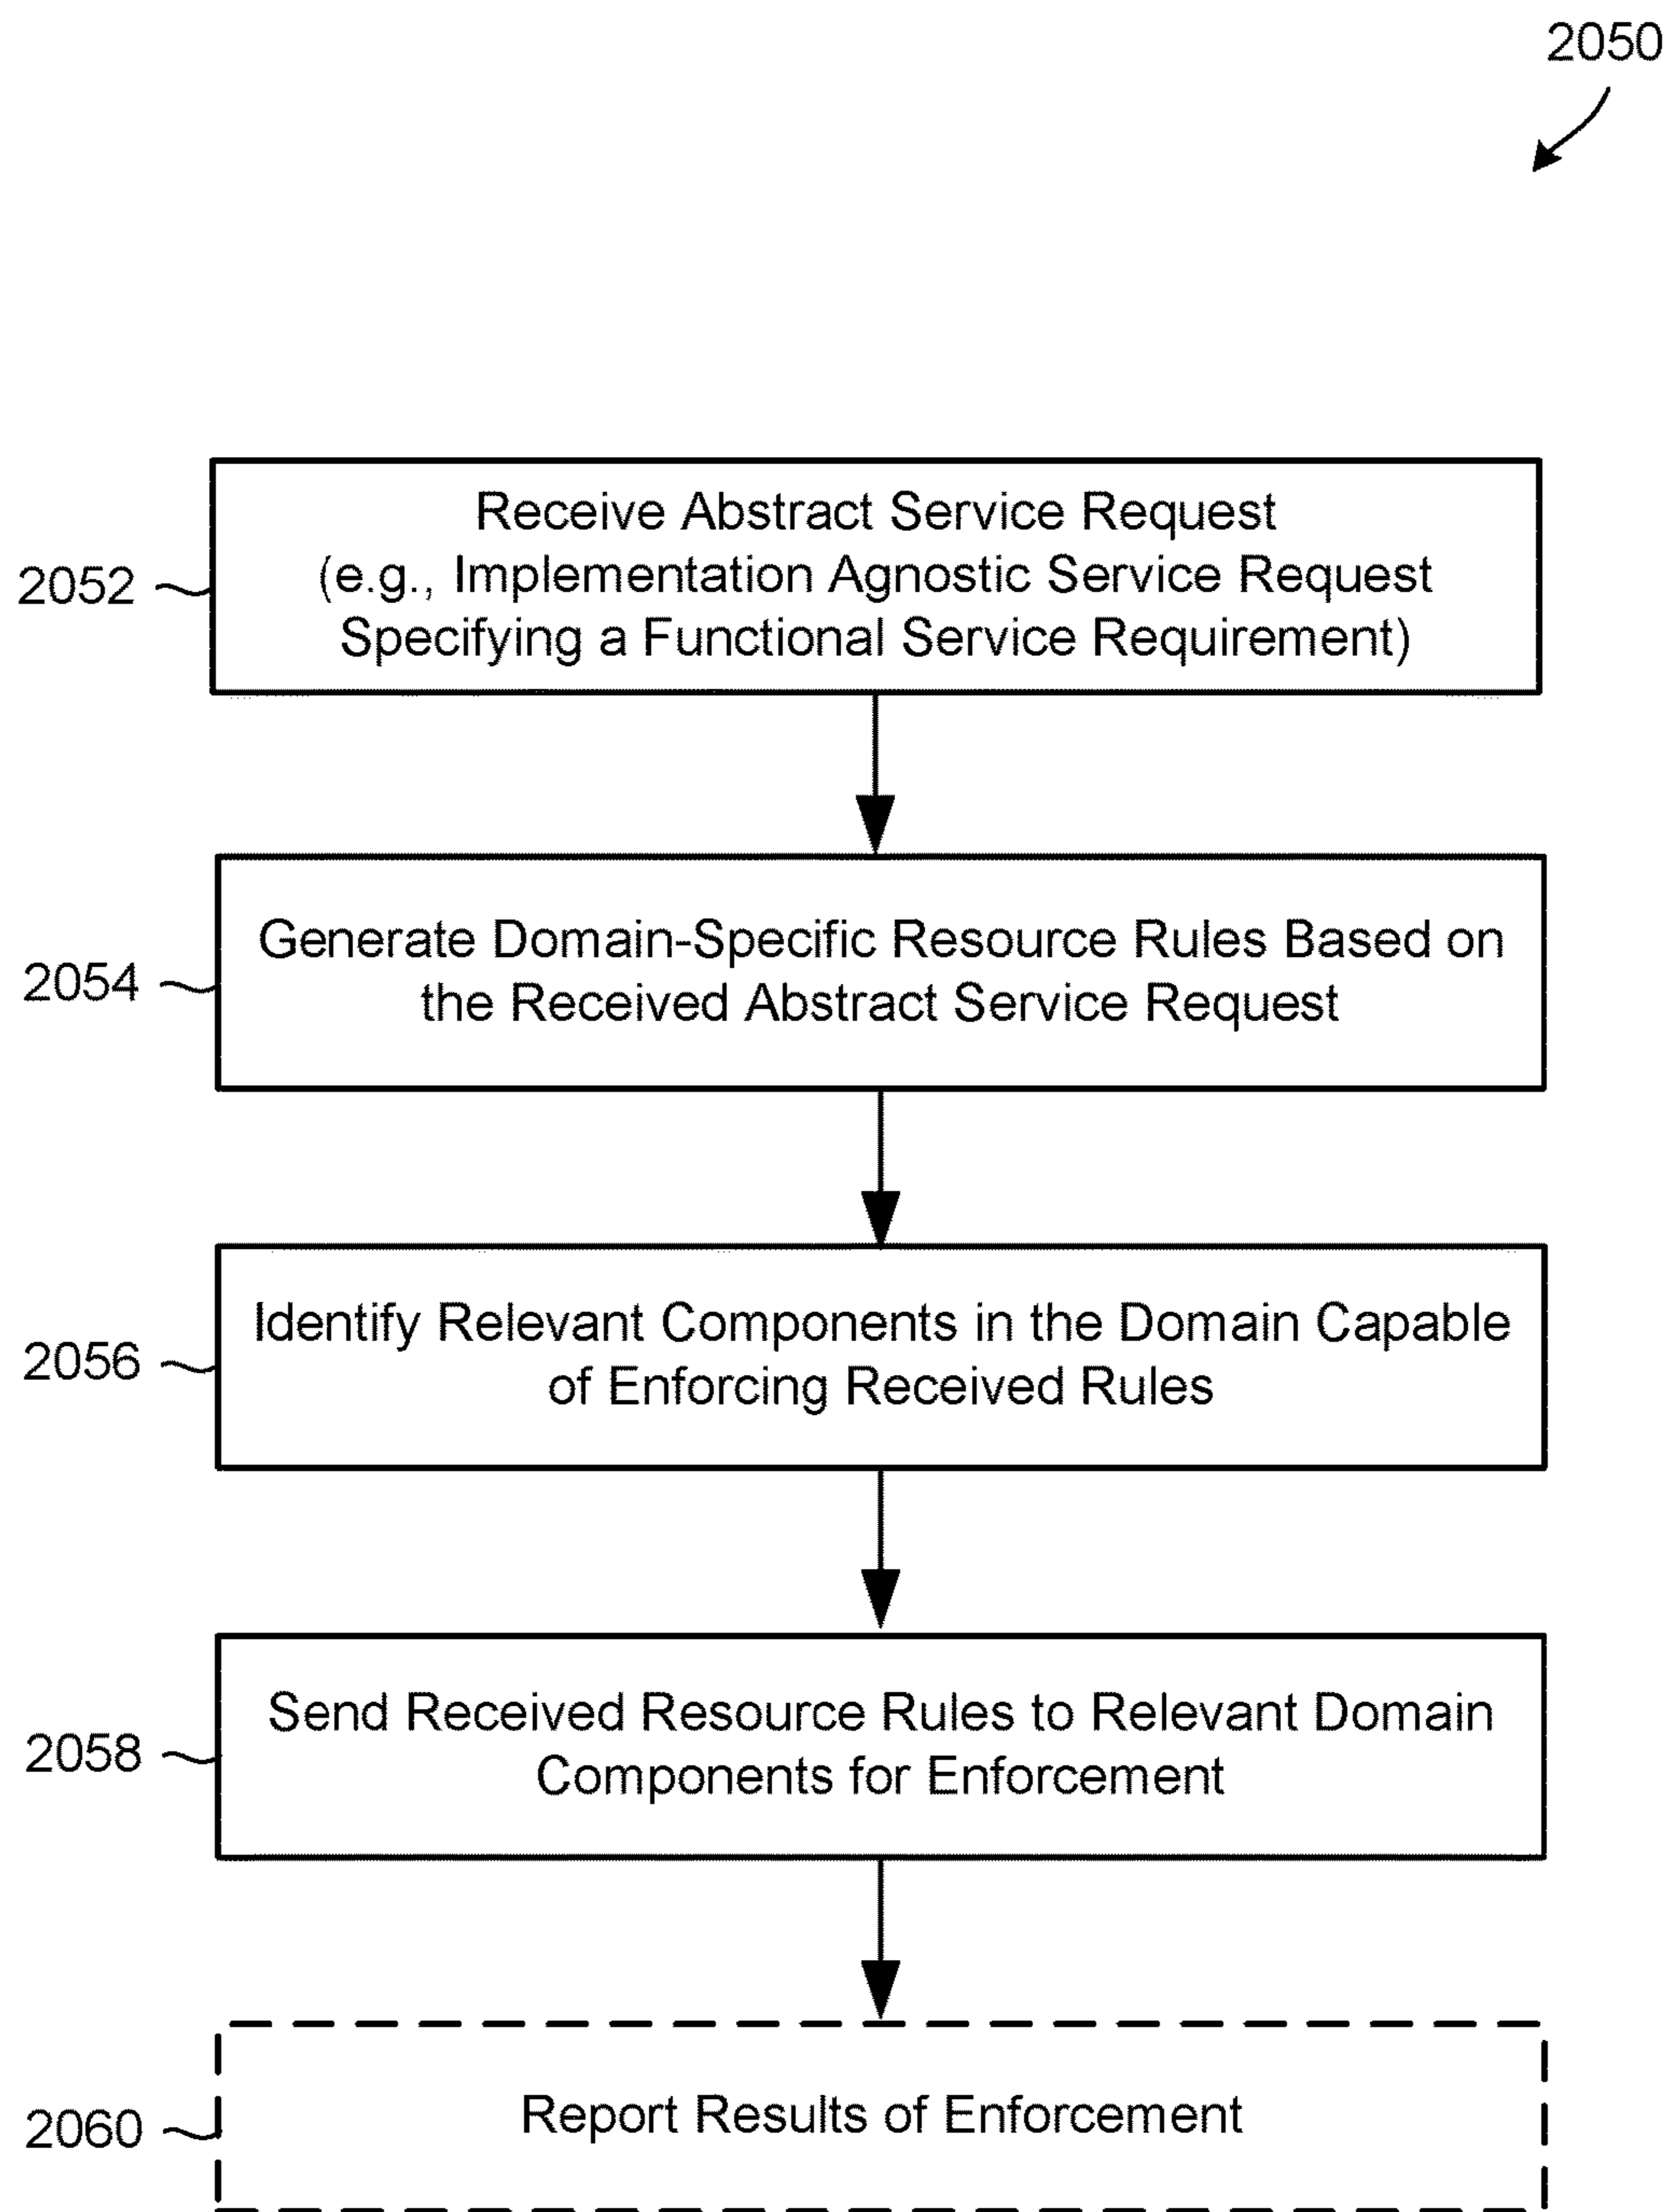 2050
Receive Abstract Service Request
(e.g., Implementation Agnostic Service Request
Specifying a Functional Service Requirement)
2052
Generate Domain-Specific Resource Rules Based on
the Received Abstract Service Request
2054
Identify Relevant Components in the Domain Capable
of Enforcing Received Rules
2056
Send Received Resource Rules to Relevant Domain
Components for Enforcement
2058
Report Results of Enforcement
2060